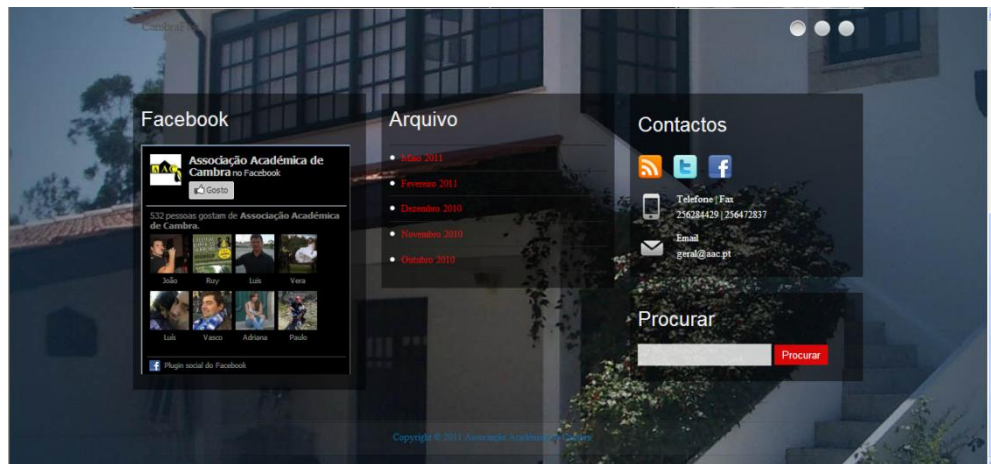 Facebook
Associação Académica de
Cambra no Facebook
Gosto
532 pessoas gostam de Associação Académica
de Cambra.
João Ruy Luis Vera
Luís Vasco Adriana Paulo
Plugin social do Facebook
Arquivo
Maio 2011
Fevereiro 2011
Dezembro 2010
Novembro 2010
Outubro 2010
Contactos
Telefone | Fax
256284429 | 256472837
Email
geral@aac.pt
Procurar
Procurar
Copyright © 2011 Associação Académica de Cambra